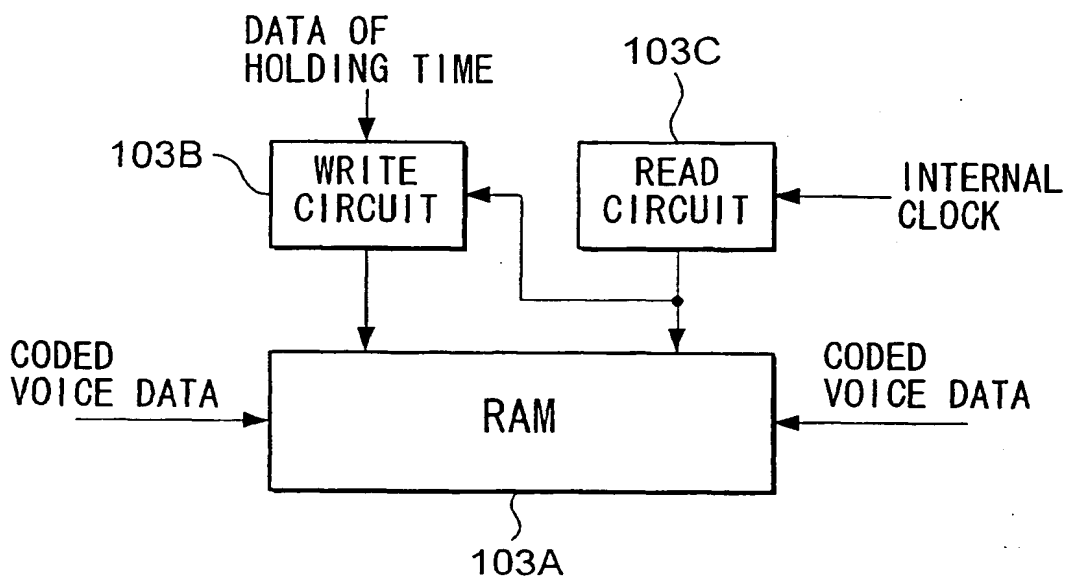 DATA OF
HOLDING TIME
103C
103B
WRITE
CIRCUIT
READ
CIRCUIT
INTERNAL
CLOCK
CODED
VOICE DATA
RAM
CODED
VOICE DATA
103A